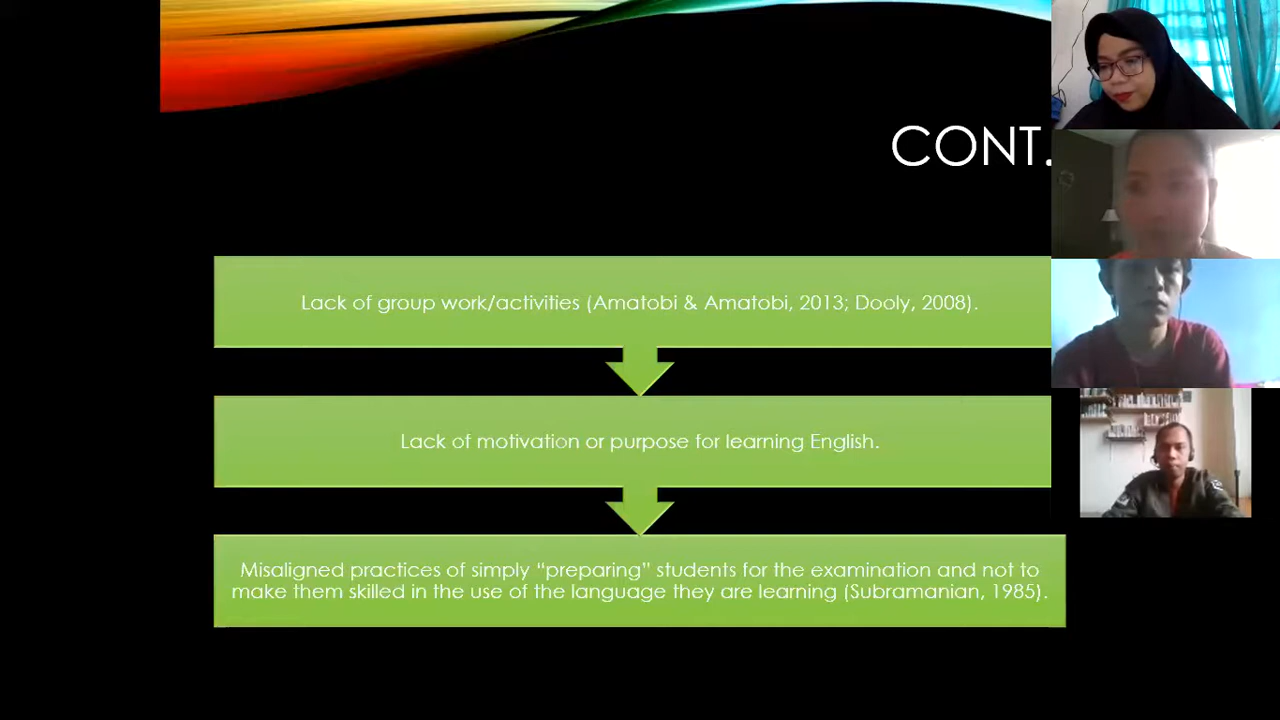 CONT.
Lack of group work/activities (Amatobi & Amatobi, 2013; Dooly, 2008).
Lack of motivation or purpose for learning English.
Misaligned practices of simply “preparing” students for the examination and not to
make them skilled in the use of the language they are learning (Subramanian, 1985).